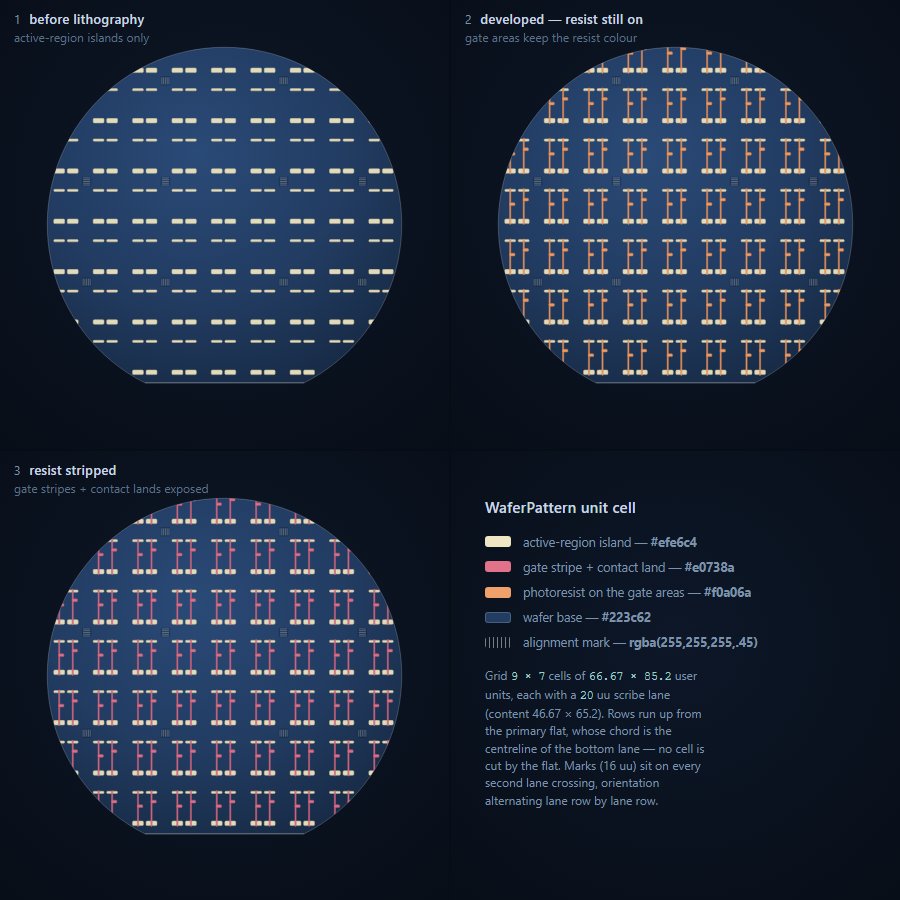 1 before lithography
active-region islands only
2 developed — resist still on
gate areas keep the resist colour
3 resist stripped
gate stripes + contact lands exposed
WaferPattern unit cell
active-region island — #efe6c4
gate stripe + contact land — #e0738a
photoresist on the gate areas — #f0a06a
wafer base — #223c62
alignment mark — rgba(255,255,255,.45)
Grid 9 × 7 cells of 66.67 × 85.2 user
units, each with a 20 uu scribe lane
(content 46.67 × 65.2). Rows run up from
the primary flat, whose chord is the
centreline of the bottom lane — no cell is
cut by the flat. Marks (16 uu) sit on every
second lane crossing, orientation
alternating lane row by lane row.